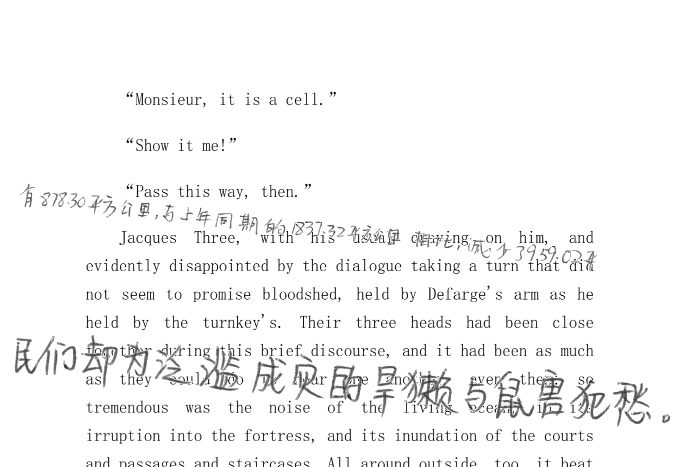 “Monsieur, it is a cell.”
“Show it me!”
“Pass this way, then.”
有878.30平方公里,与上年同期的1837.32平方公里 相比,减少3959.02平
Jacques Three, with his usual craving on him, and
evidently disappointed by the dialogue taking a turn that did
not seem to promise bloodshed, held by Defarge's arm as he
held by the turnkey's. Their three heads had been close
together during this brief discourse, and it had been as much
民们却为泛滥成灾的旱獭与鼠害犯愁。
as they could do to hear one another, even then: so
tremendous was the noise of the living ocean, in its
irruption into the fortress, and its inundation of the courts
and passages and staircases. All around outside, too, it beat